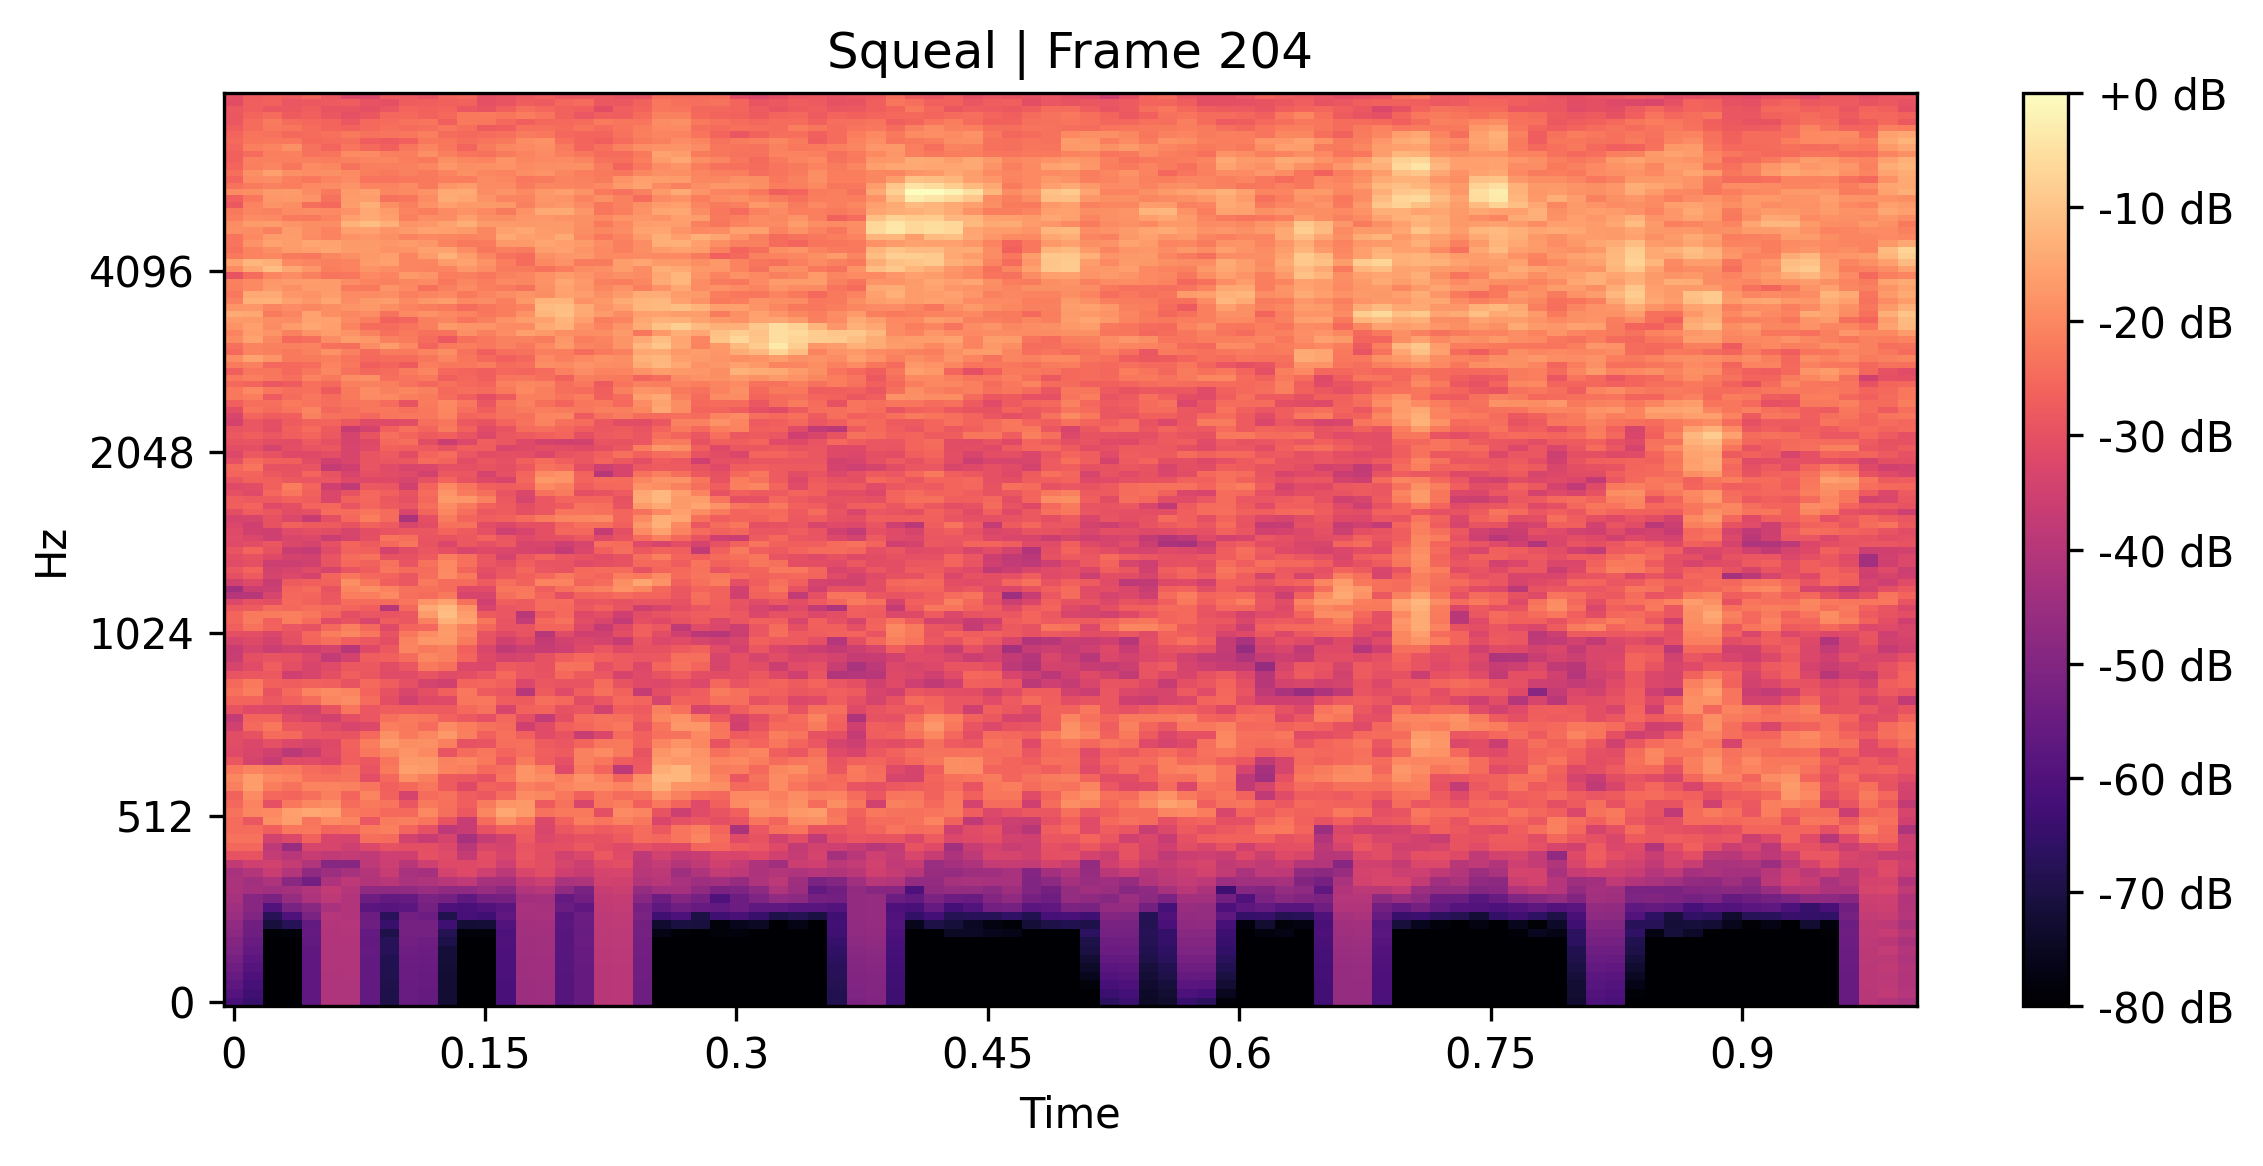 Squeal | Frame 204
+0 dB
-10 dB
-20 dB
-30 dB
-40 dB
-50 dB
-60 dB
-70 dB
-80 dB
4096
2048
1024
512
0
Hz
0 0.15 0.3 0.45 0.6 0.75 0.9
Time